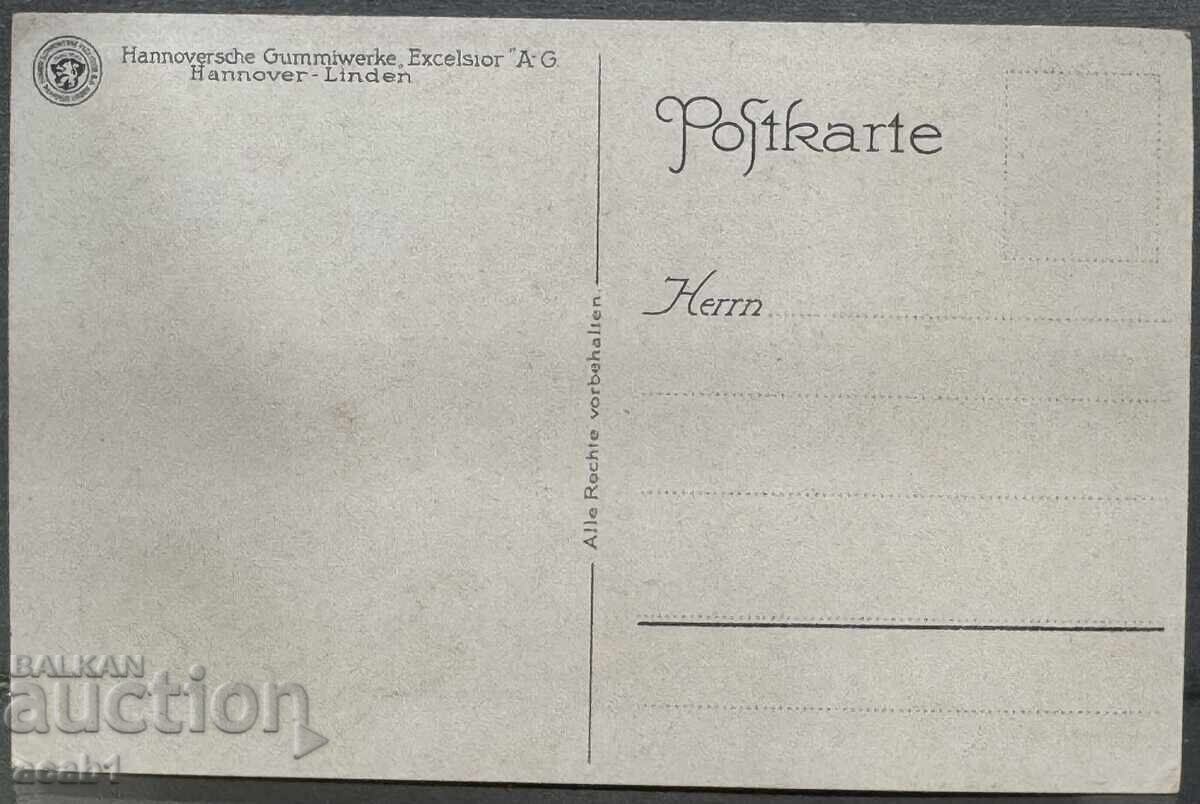 Hannoversche Gummiwerke „Excelsior" A-G.
Hannover-Linden
Postkarte
Herrn
Alle Rechte vorbehalten.
BALKAN
auction
acab1